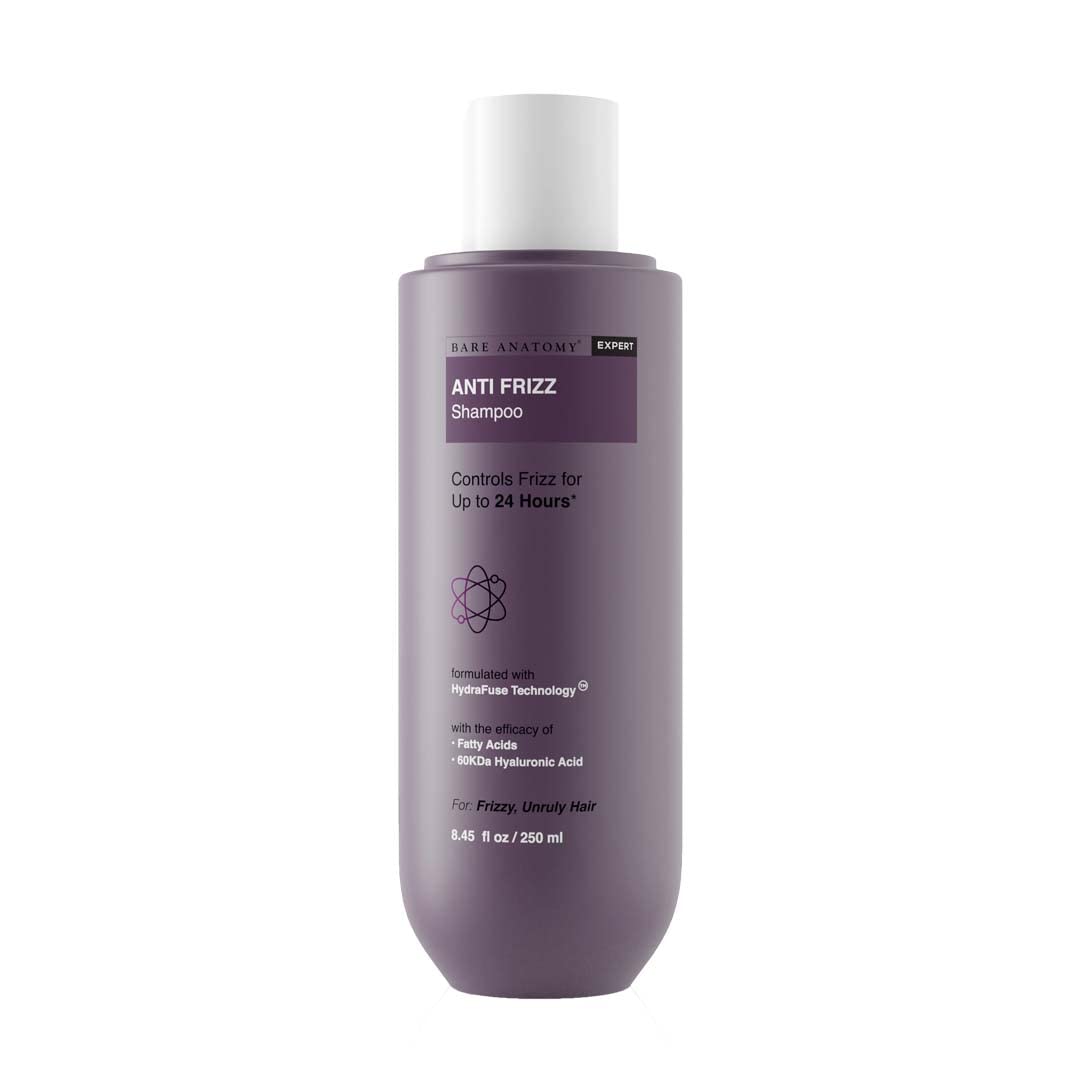 BARE ANATOMY® EXPERT
ANTI FRIZZ
Shampoo
Controls Frizz for
Up to 24 Hours*
formulated with
HydraFuse Technology™
with the efficacy of
• Fatty Acids
• 60KDa Hyaluronic Acid
For: Frizzy, Unruly Hair
8.45 fl oz / 250 ml